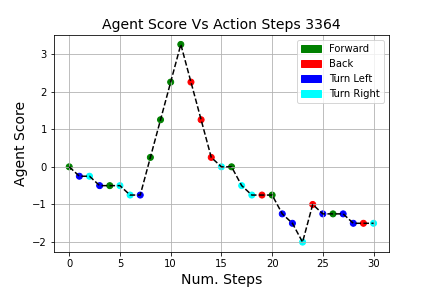 Agent Score Vs Action Steps 3364
Forward
Back
Turn Left
Turn Right
3
2
1
0
−1
−2
Agent Score
0 5 10 15 20 25 30
Num. Steps